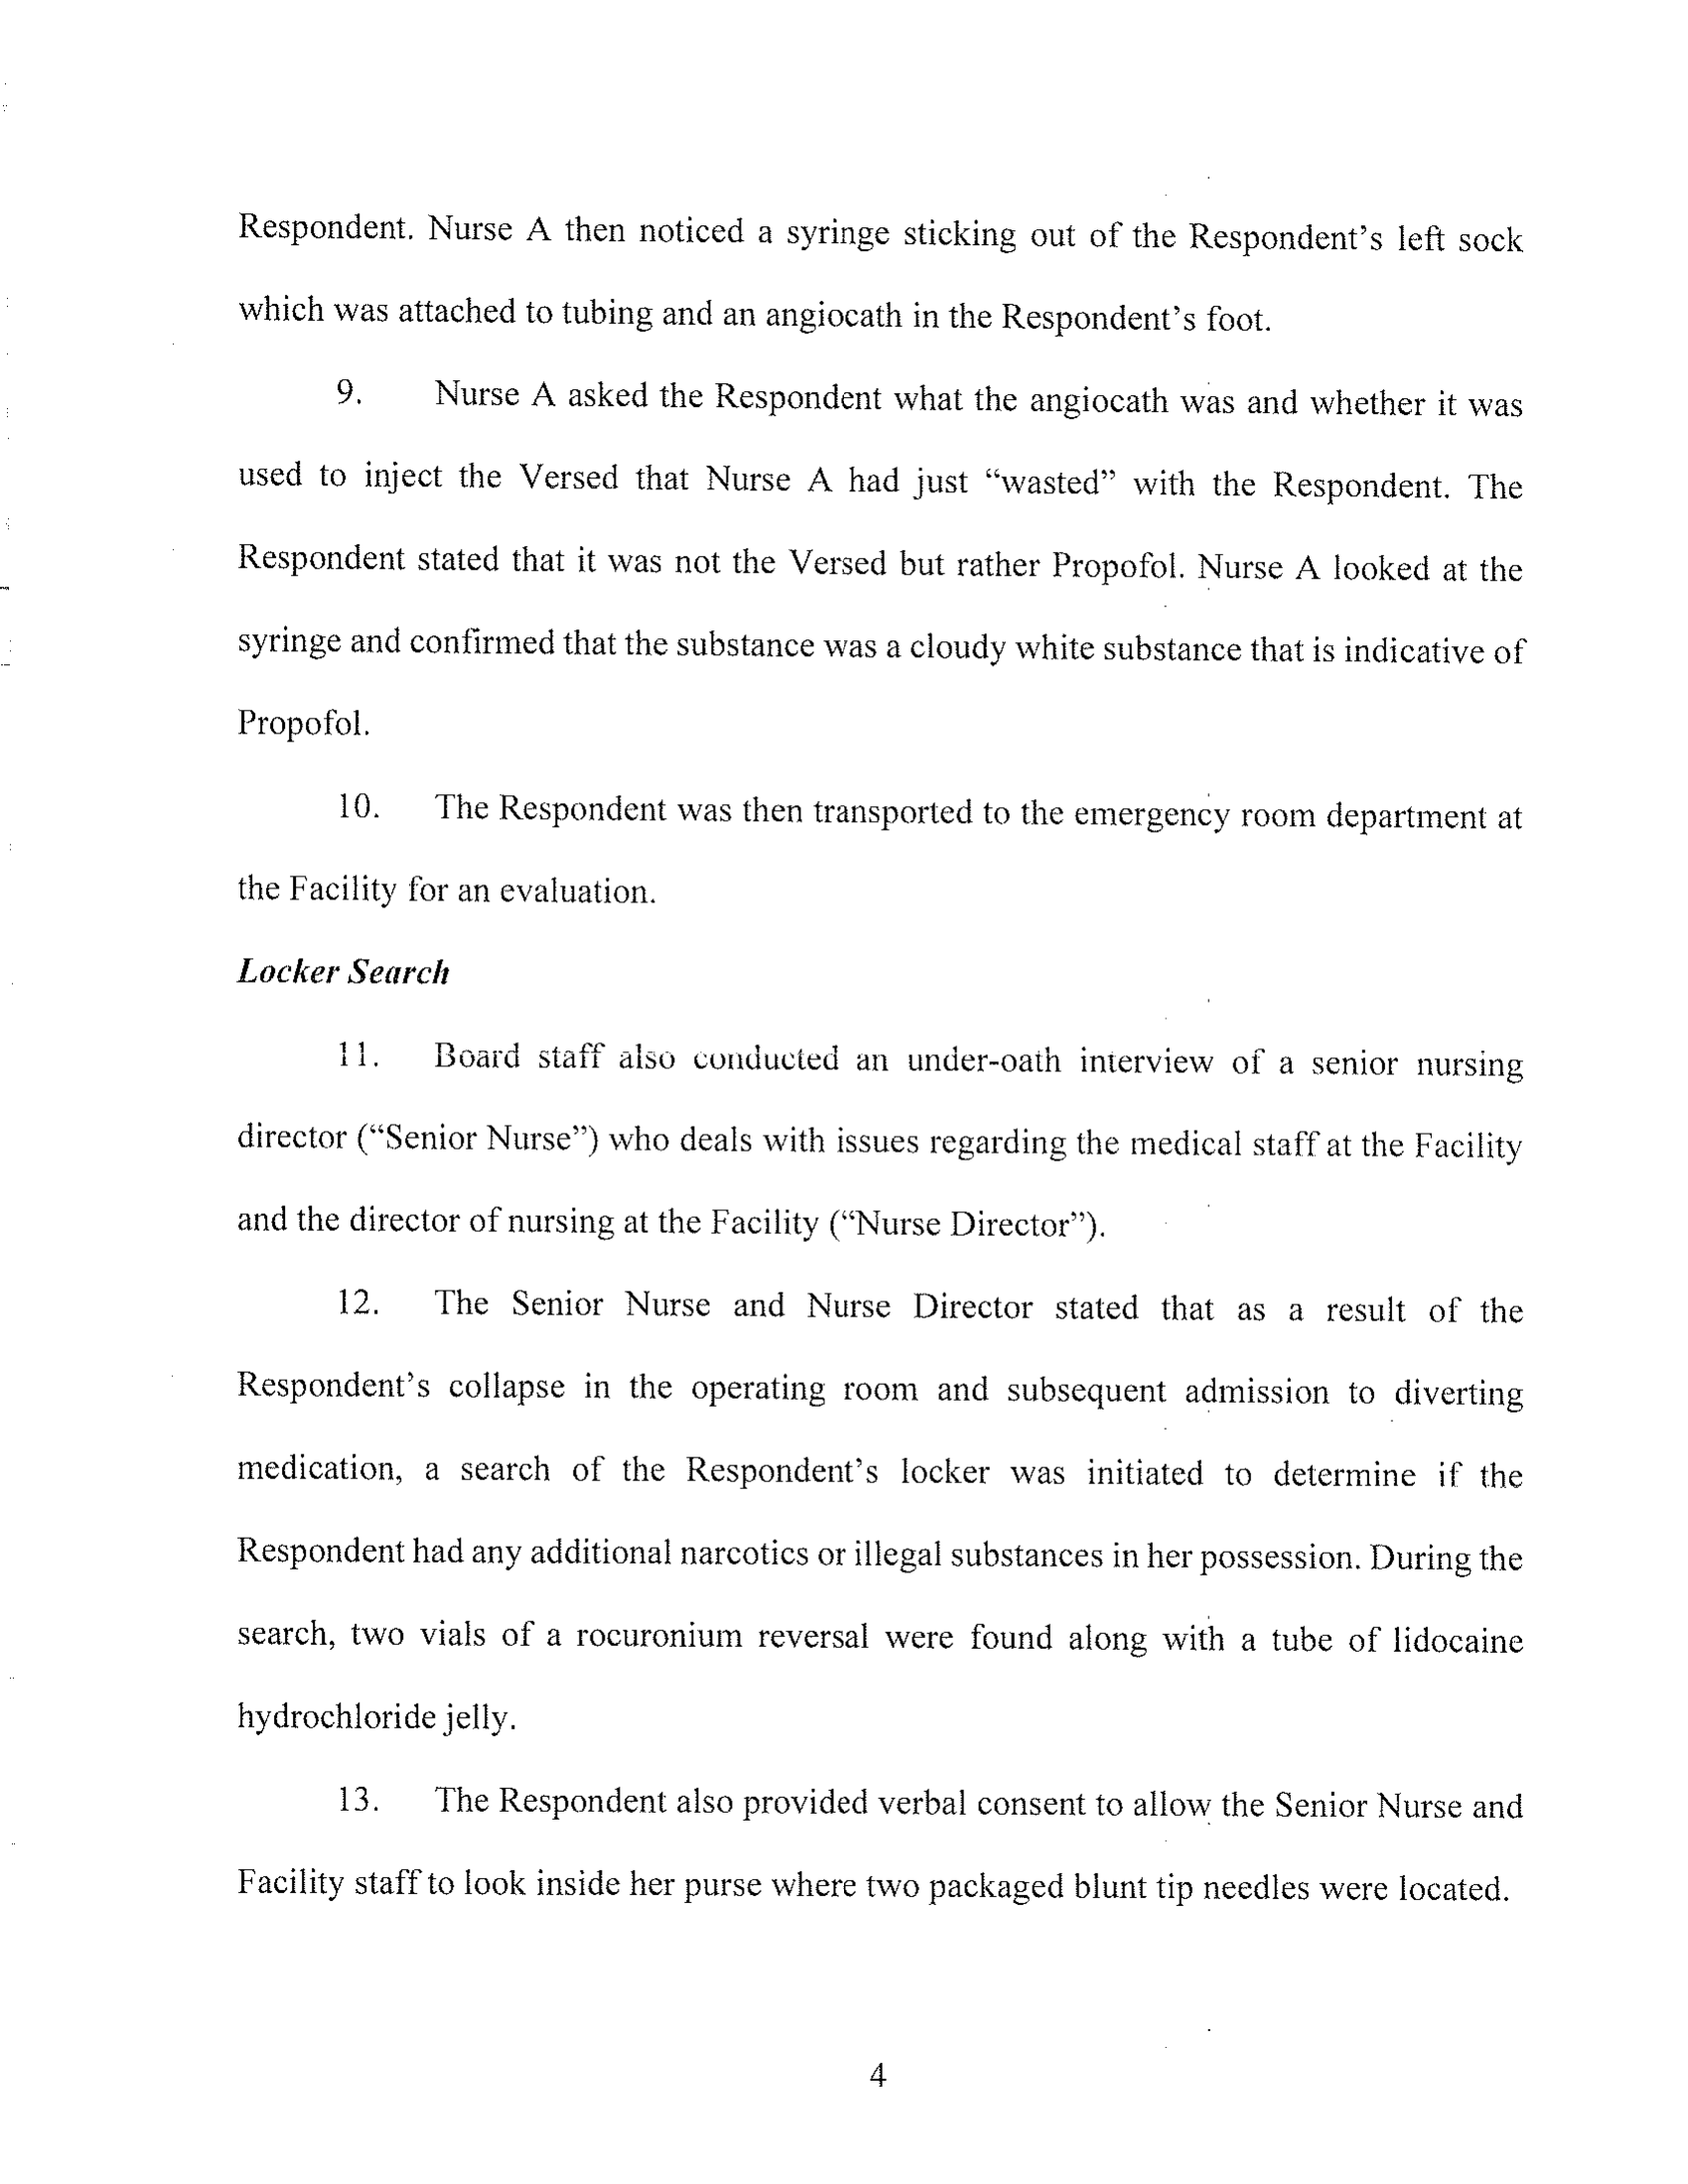 Respondent. Nurse A then noticed a syringe sticking out of the Respondent's left sock
which was attached to tubing and an angiocath in the Respondent's foot.
9. Nurse A asked the Respondent what the angiocath was and whether it was
used to inject the Versed that Nurse A had just “wasted” with the Respondent. The
Respondent stated that it was not the Versed but rather Propofol. Nurse A looked at the
syringe and confirmed that the substance was a cloudy white substance that is indicative of
Propofol.
10. The Respondent was then transported to the emergency room department at
the Facility for an evaluation.
Locker Search
11. Board staff also conducted an under-oath interview of a senior nursing
director (“Senior Nurse”) who deals with issues regarding the medical staff at the Facility
and the director of nursing at the Facility (“Nurse Director”).
12. The Senior Nurse and Nurse Director stated that as a result of the
Respondent's collapse in the operating room and subsequent admission to diverting
medication, a search of the Respondent's locker was initiated to determine if the
Respondent had any additional narcotics or illegal substances in her possession. During the
search, two vials of a rocuronium reversal were found along with a tube of lidocaine
hydrochloride jelly.
13. The Respondent also provided verbal consent to allow the Senior Nurse and
Facility staff to look inside her purse where two packaged blunt tip needles were located.
4